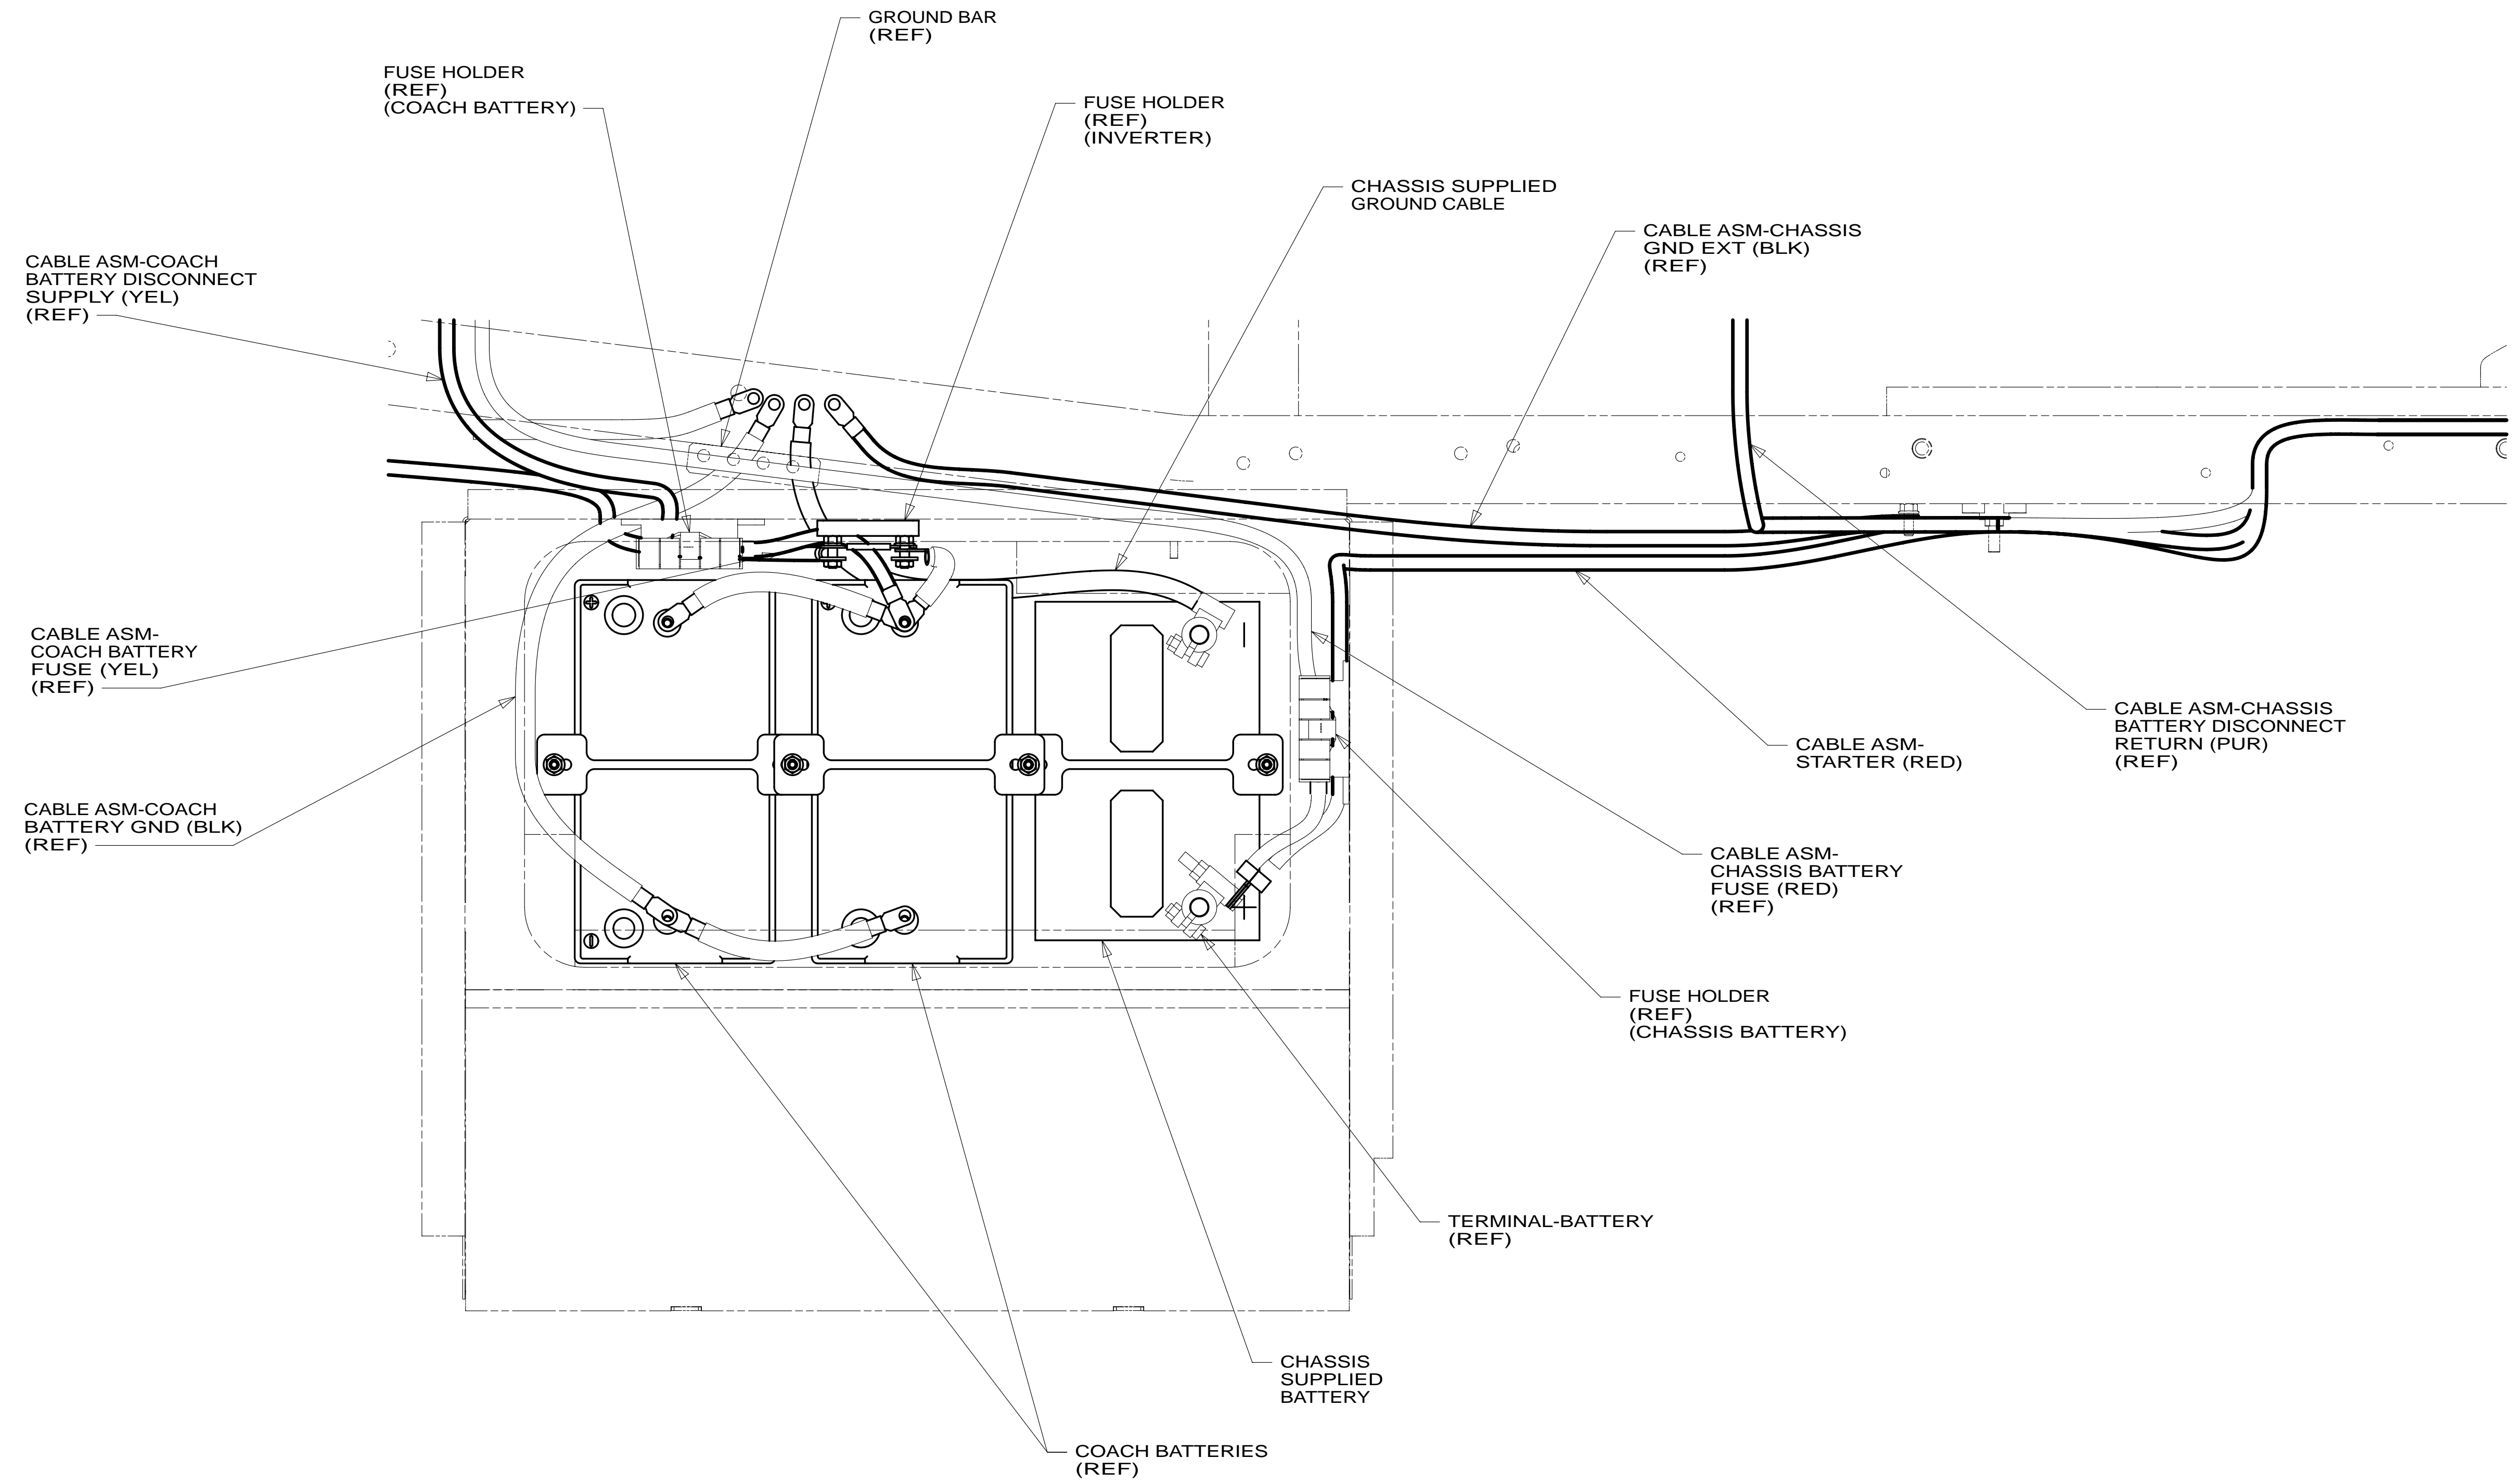 GROUND BAR
(REF)
FUSE HOLDER
(REF)
(COACH BATTERY)
FUSE HOLDER
(REF)
(INVERTER)
CHASSIS SUPPLIED
GROUND CABLE
CABLE ASM-CHASSIS
GND EXT (BLK)
(REF)
CABLE ASM-COACH
BATTERY DISCONNECT
SUPPLY (YEL)
(REF)
CABLE ASM-
COACH BATTERY
FUSE (YEL)
(REF)
CABLE ASM-CHASSIS
BATTERY DISCONNECT
RETURN (PUR)
(REF)
CABLE ASM-
STARTER (RED)
CABLE ASM-COACH
BATTERY GND (BLK)
(REF)
CABLE ASM-
CHASSIS BATTERY
FUSE (RED)
(REF)
FUSE HOLDER
(REF)
(CHASSIS BATTERY)
TERMINAL-BATTERY
(REF)
CHASSIS
SUPPLIED
BATTERY
COACH BATTERIES
(REF)